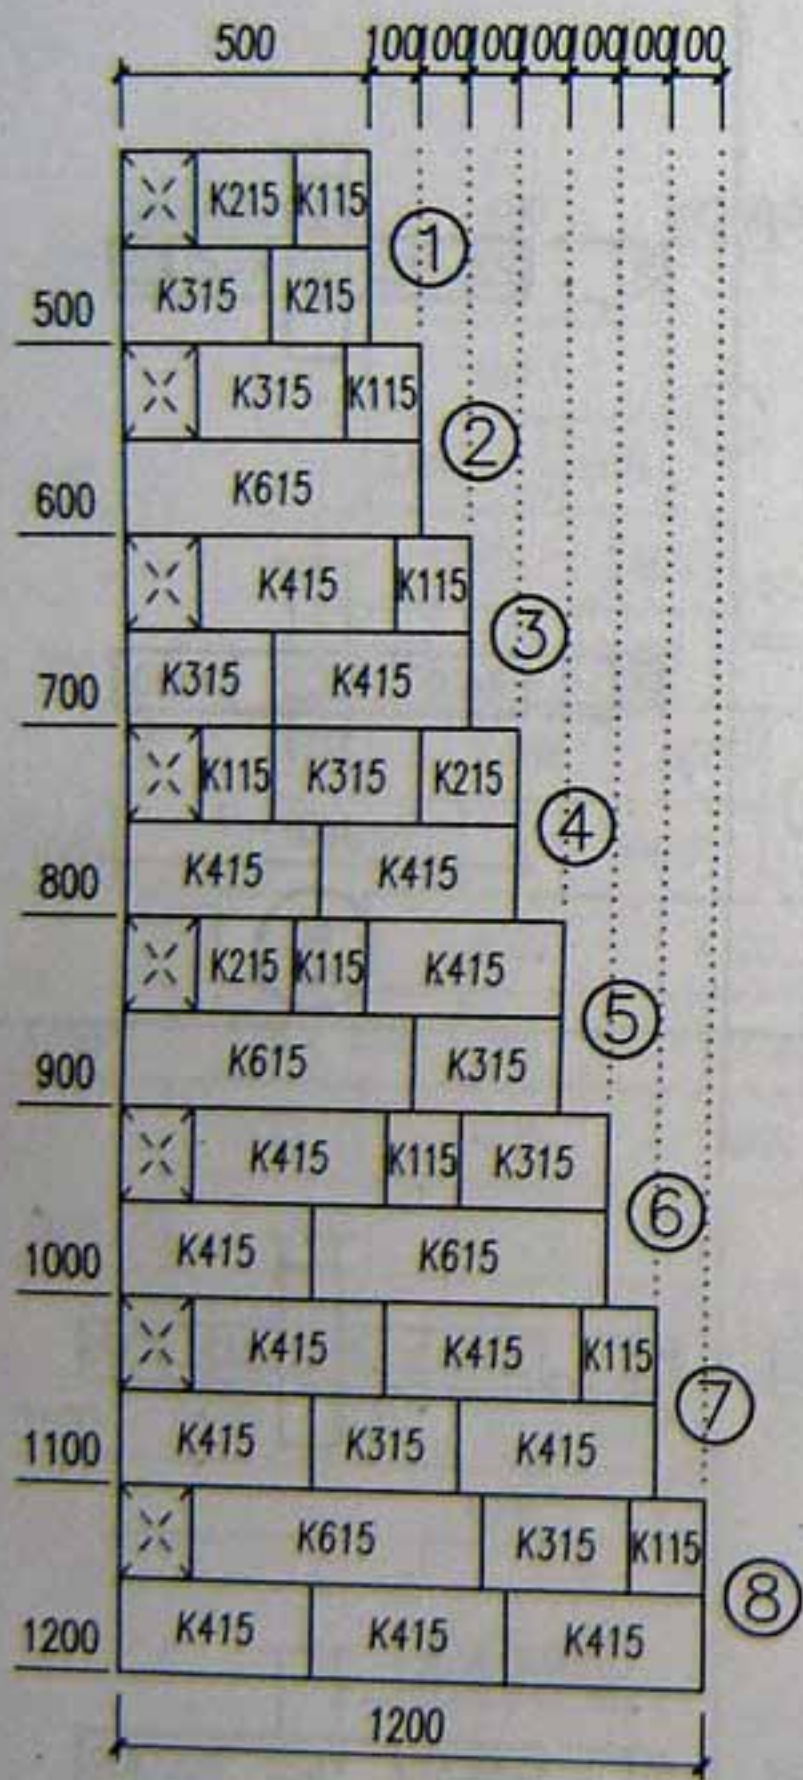 500 100 100 100 100 100 100 100
K215 K115
①
500 K315 K215
K315 K115
②
600 K615
K415 K115
③
700 K315 K415
K115 K315 K215
④
800 K415 K415
K215 K115 K415
⑤
900 K615 K315
K415 K115 K315
⑥
1000 K415 K615
K415 K415 K115
⑦
1100 K415 K315 K415
K615 K315 K115
⑧
1200 K415 K415 K415
1200